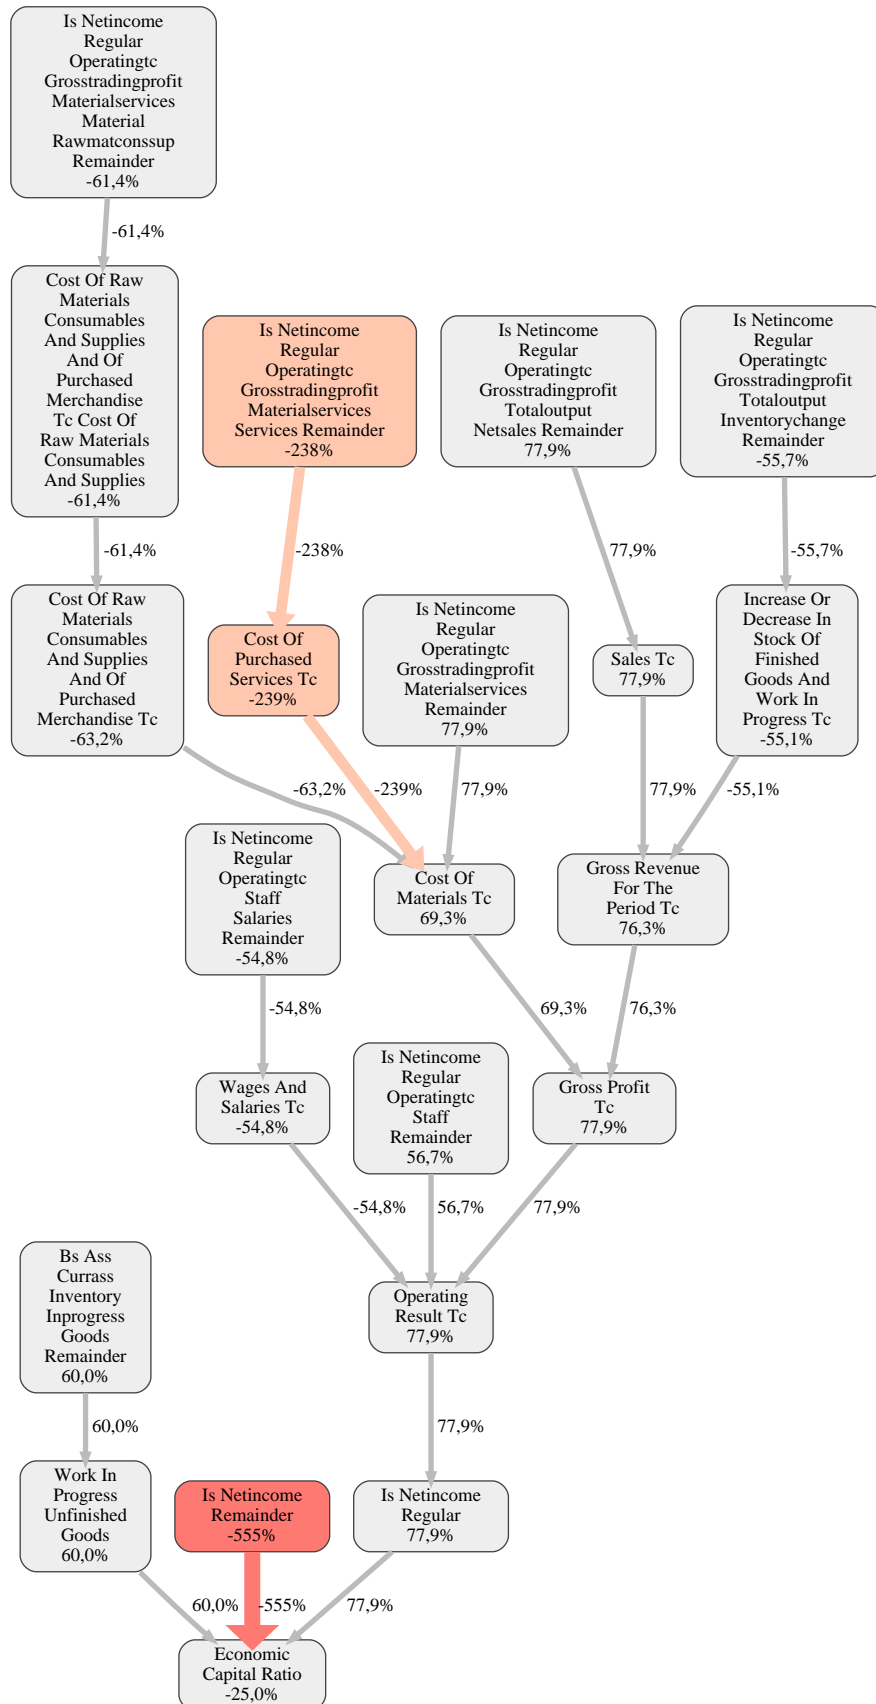 Is Netincome
Regular
Operatingtc
Grosstradingprofit
Materialservices
Material
Rawmatconssup
Remainder
-61,4%
-61,4%
Cost Of Raw
Materials
Consumables
And Supplies
And Of
Purchased
Merchandise
Tc Cost Of
Raw Materials
Consumables
And Supplies
-61,4%
Is Netincome
Regular
Operatingtc
Grosstradingprofit
Materialservices
Services Remainder
-238%
Is Netincome
Regular
Operatingtc
Grosstradingprofit
Totaloutput
Netsales Remainder
77,9%
Is Netincome
Regular
Operatingtc
Grosstradingprofit
Totaloutput
Inventorychange
Remainder
-55,7%
-61,4%
-238%
77,9%
-55,7%
Cost Of Raw
Materials
Consumables
And Supplies
And Of
Purchased
Merchandise Tc
-63,2%
Cost Of
Purchased
Services Tc
-239%
Is Netincome
Regular
Operatingtc
Grosstradingprofit
Materialservices
Remainder
77,9%
Sales Tc
77,9%
Increase Or
Decrease In
Stock Of
Finished
Goods And
Work In
Progress Tc
-55,1%
-63,2%
-239%
77,9%
77,9%
-55,1%
Is Netincome
Regular
Operatingtc
Staff
Salaries
Remainder
-54,8%
Cost Of
Materials Tc
69,3%
Gross Revenue
For The
Period Tc
76,3%
-54,8%
69,3%
76,3%
Wages And
Salaries Tc
-54,8%
Is Netincome
Regular
Operatingtc
Staff
Remainder
56,7%
Gross Profit
Tc
77,9%
-54,8%
56,7%
77,9%
Bs Ass
Currass
Inventory
Inprogress
Goods
Remainder
60,0%
Operating
Result Tc
77,9%
60,0%
77,9%
Work In
Progress
Unfinished
Goods
60,0%
Is Netincome
Remainder
-555%
Is Netincome
Regular
77,9%
60,0%
-555%
77,9%
Economic
Capital Ratio
-25,0%